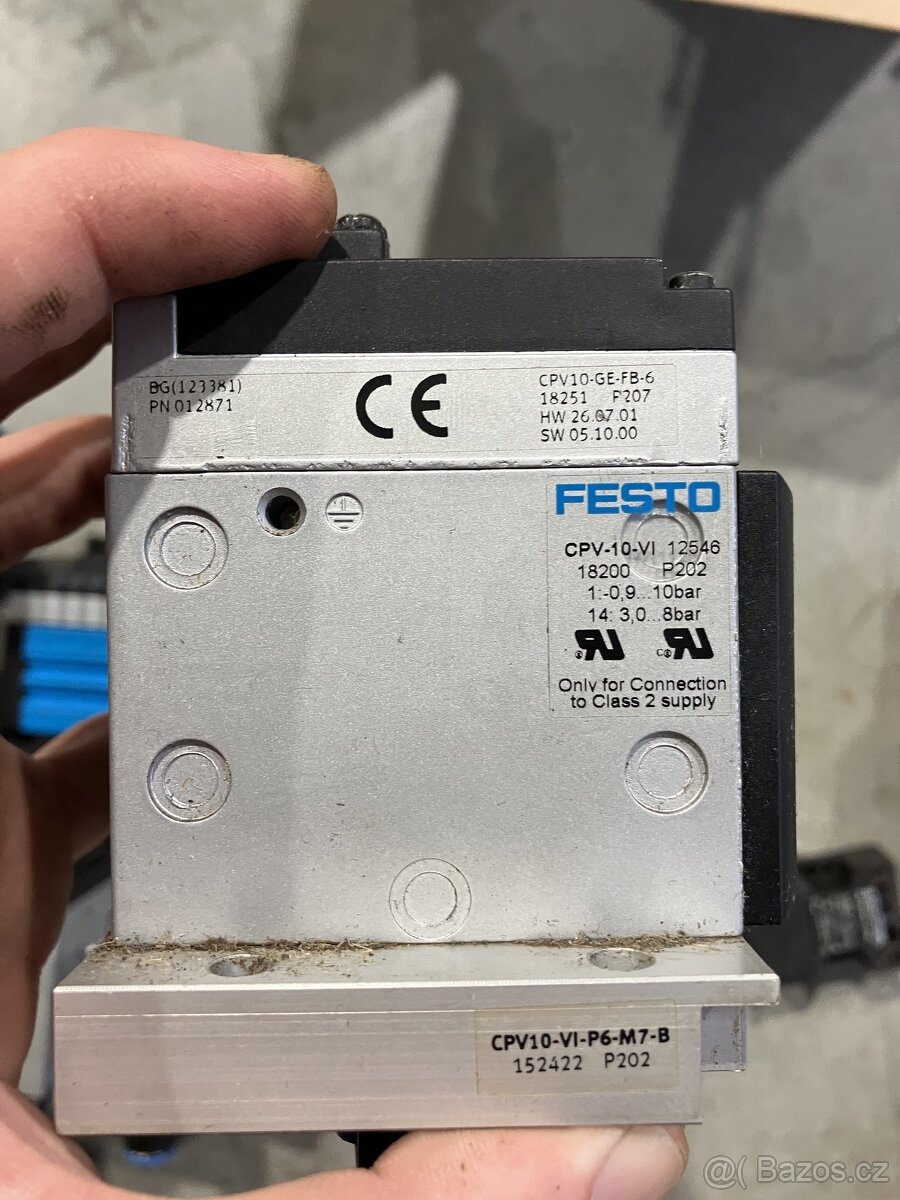 BG(123381)
PN 012871
CE
CPV10-GE-FB-6
18251 P207
HW 26.07.01
SW 05.10.00
FESTO
CPV-10-VI 12546
18200 P202
1:-0,9...10bar
14: 3,0...8bar
Only for Connection
to Class 2 supply
CPV10-VI-P6-M7-B
152422 P202
@( Bazos.cz